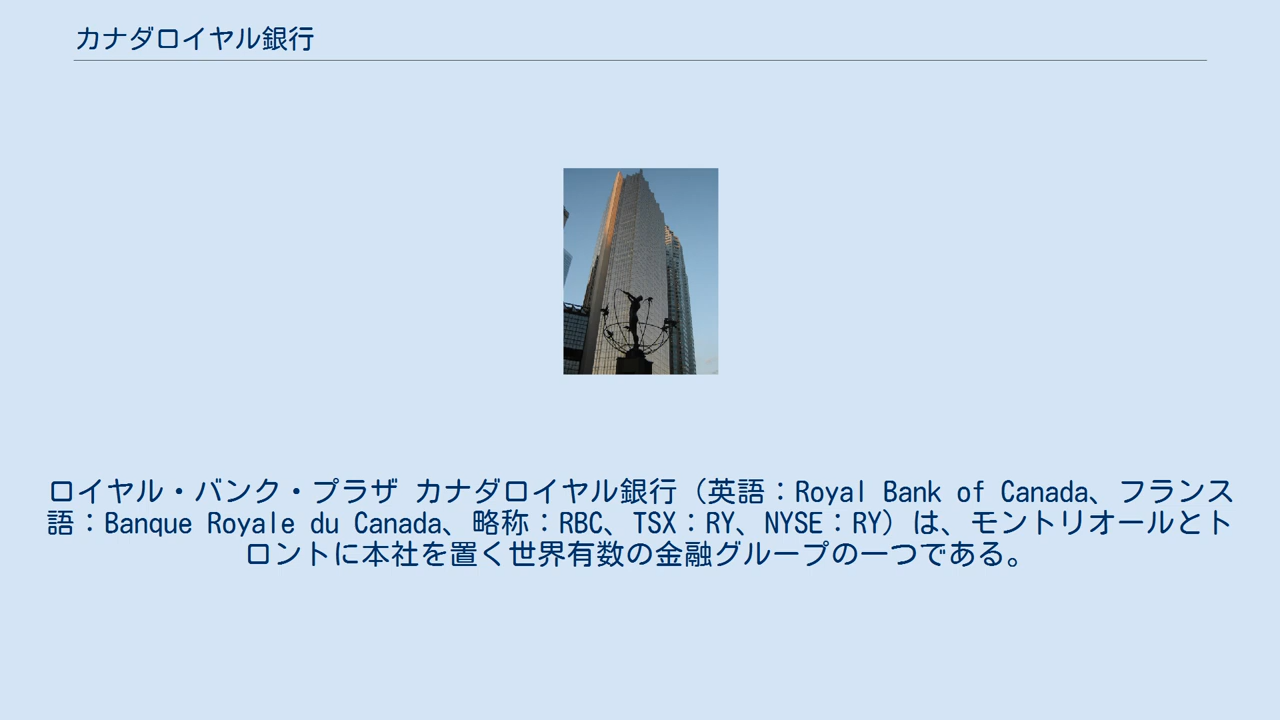 カナダロイヤル銀行
ロイヤル・バンク・プラザ カナダロイヤル銀行（英語：Royal Bank of Canada、フランス
語：Banque Royale du Canada、略称：RBC、TSX：RY、NYSE：RY）は、モントリオールとト
ロントに本社を置く世界有数の金融グループの一つである。